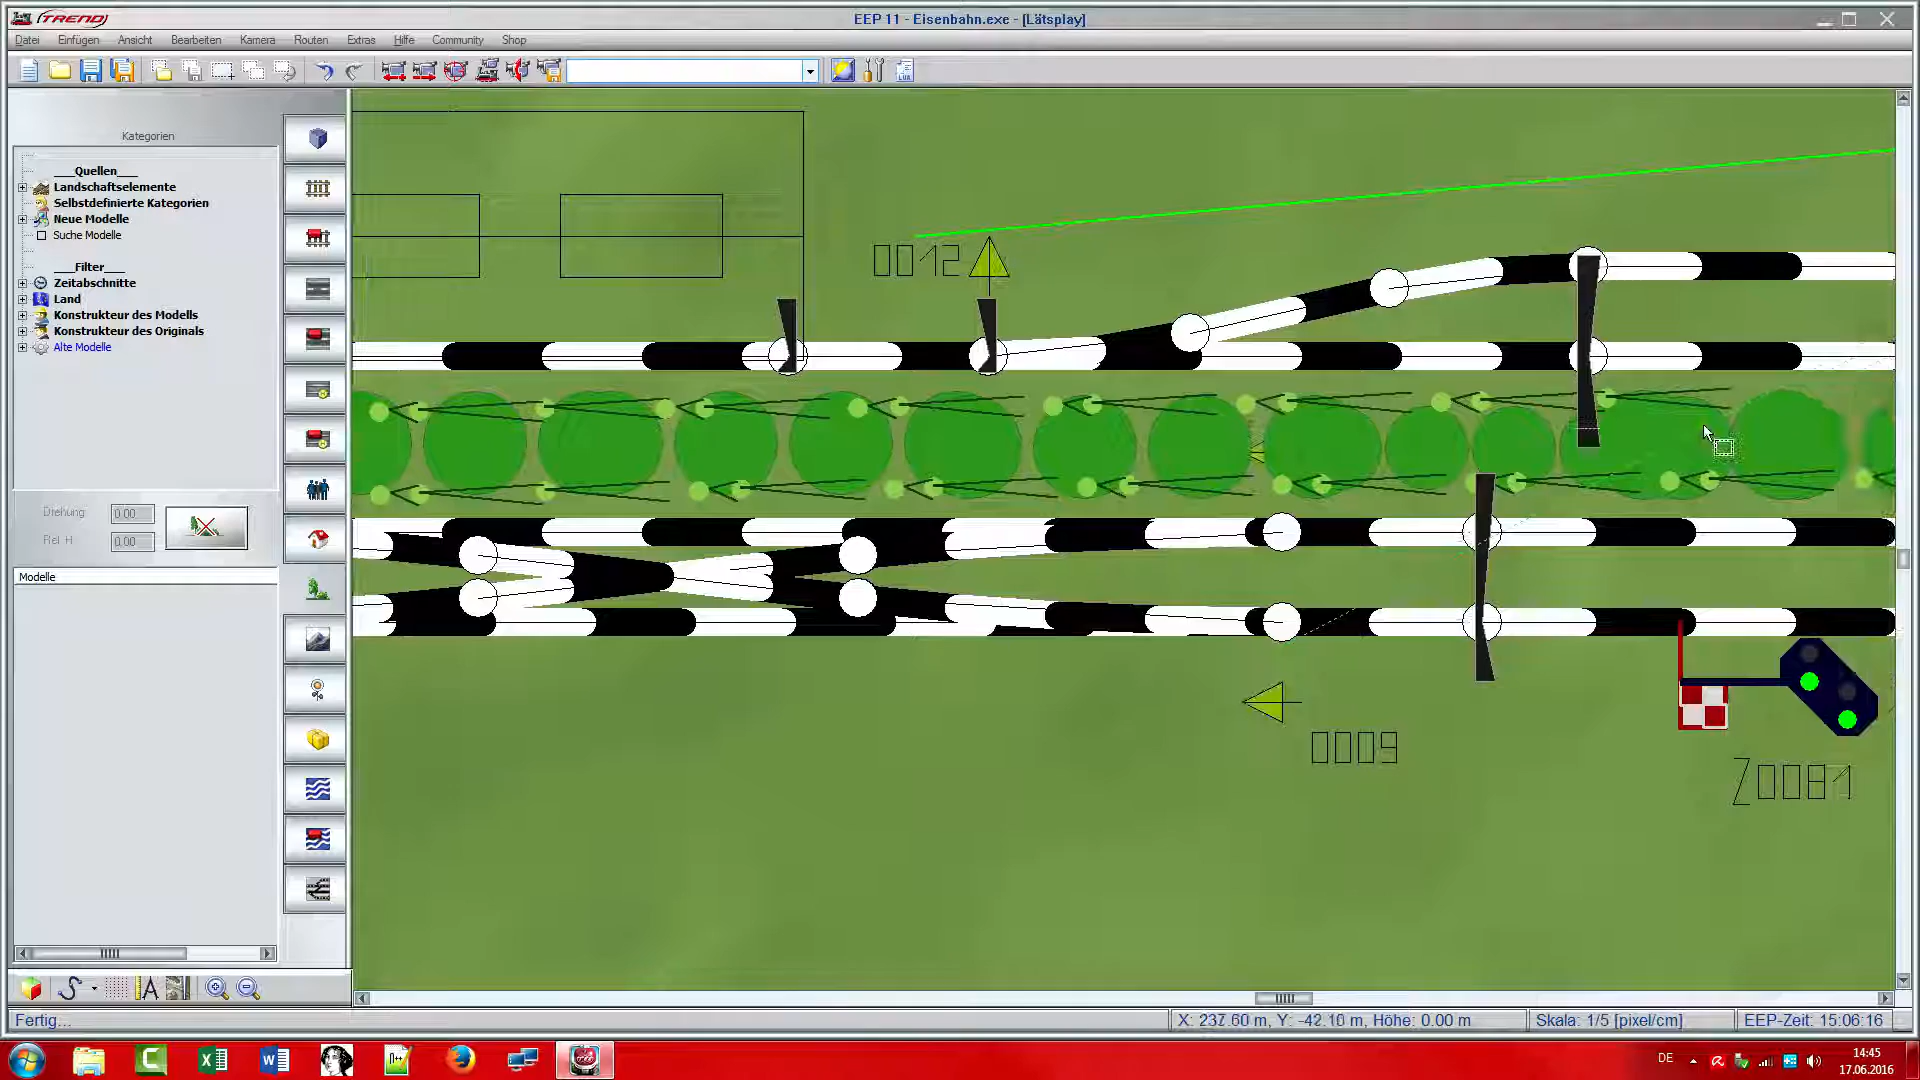 TREND
EEP 11 - Eisenbahn.exe - [Lätsplay]
Datei Einfügen Ansicht Bearbeiten Kamera Routen Extras Hilfe Community Shop
LUA
Kategorien
___Quellen___
Landschaftselemente
Selbstdefinierte Kategorien
Neue Modelle
Suche Modelle
___Filter___
Zeitabschnitte
Land
Konstrukteur des Modells
Konstrukteur des Originals
Alte Modelle
Drehung 0.00
Rel H 0.00
Modelle
0012
0009
Z0081
Fertig...
X: 237.60 m, Y: -42.10 m, Höhe: 0.00 m
Skala: 1/5 [pixel/cm]
EEP-Zeit: 15:06:16
DE
14:45
17.06.2016